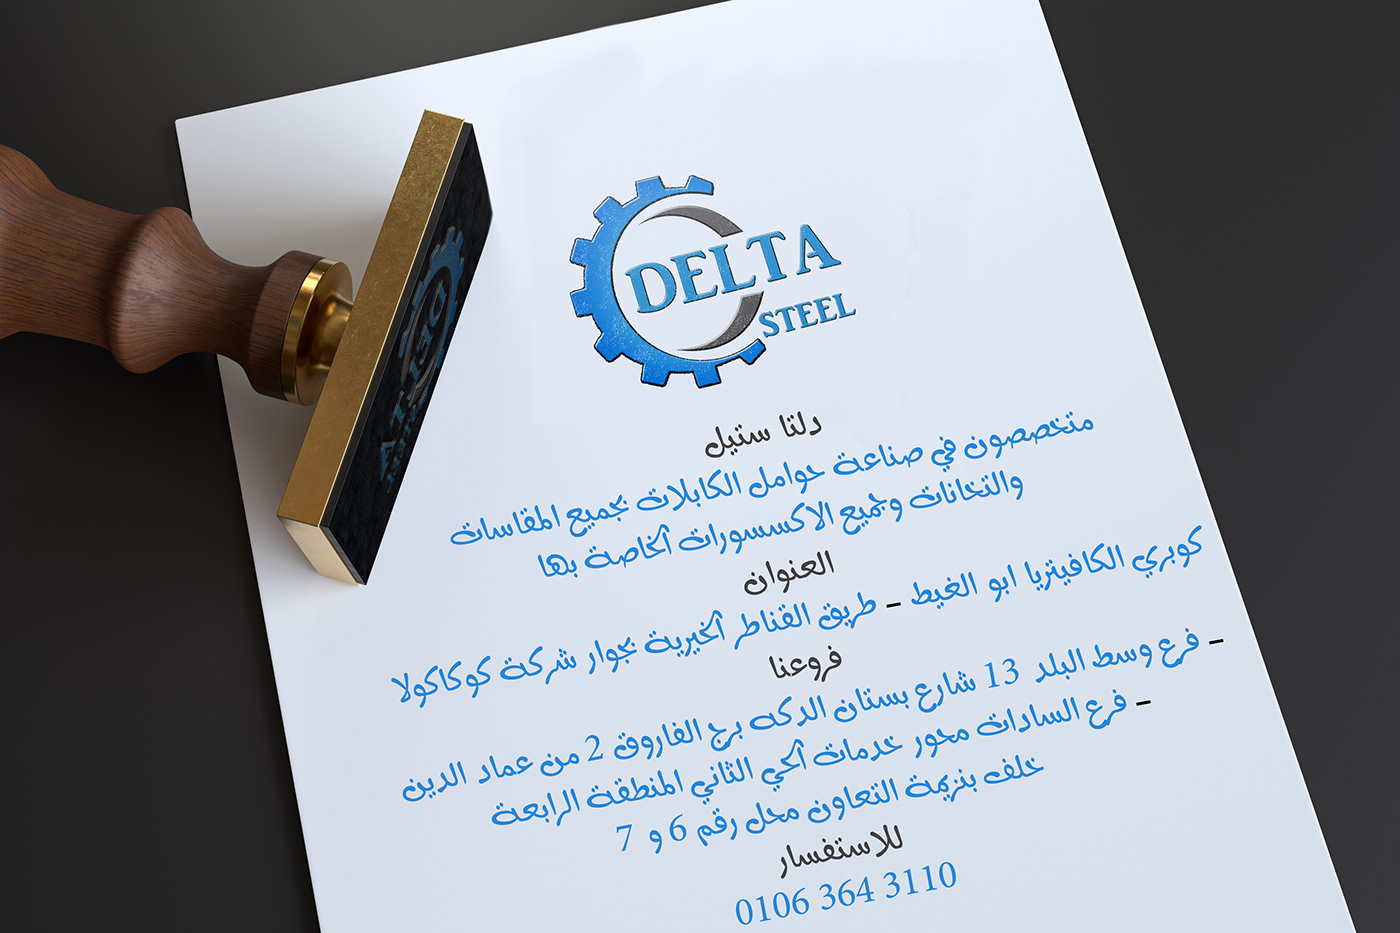 DELTA
STEEL
دلتا ستيل
متخصصون في صناعة حوامل الكابلات بجميع المقاسات
والتخانات وجميع الاكسسورات الخاصة بها
العنوان
كوبري الكافيتريا ابو الغيط - طريق القناطر الخيرية بجوار شركة كوكاكولا
فروعنا
- فرع وسط البلد 13 شارع بستان الدكه برج الفاروق 2 من عماد الدين
- فرع السادات محور خدمات الحي الثاني المنطقة الرابعة
خلف بنزيمة التعاون محل رقم 6 و 7
للاستفسار
0106 364 3110